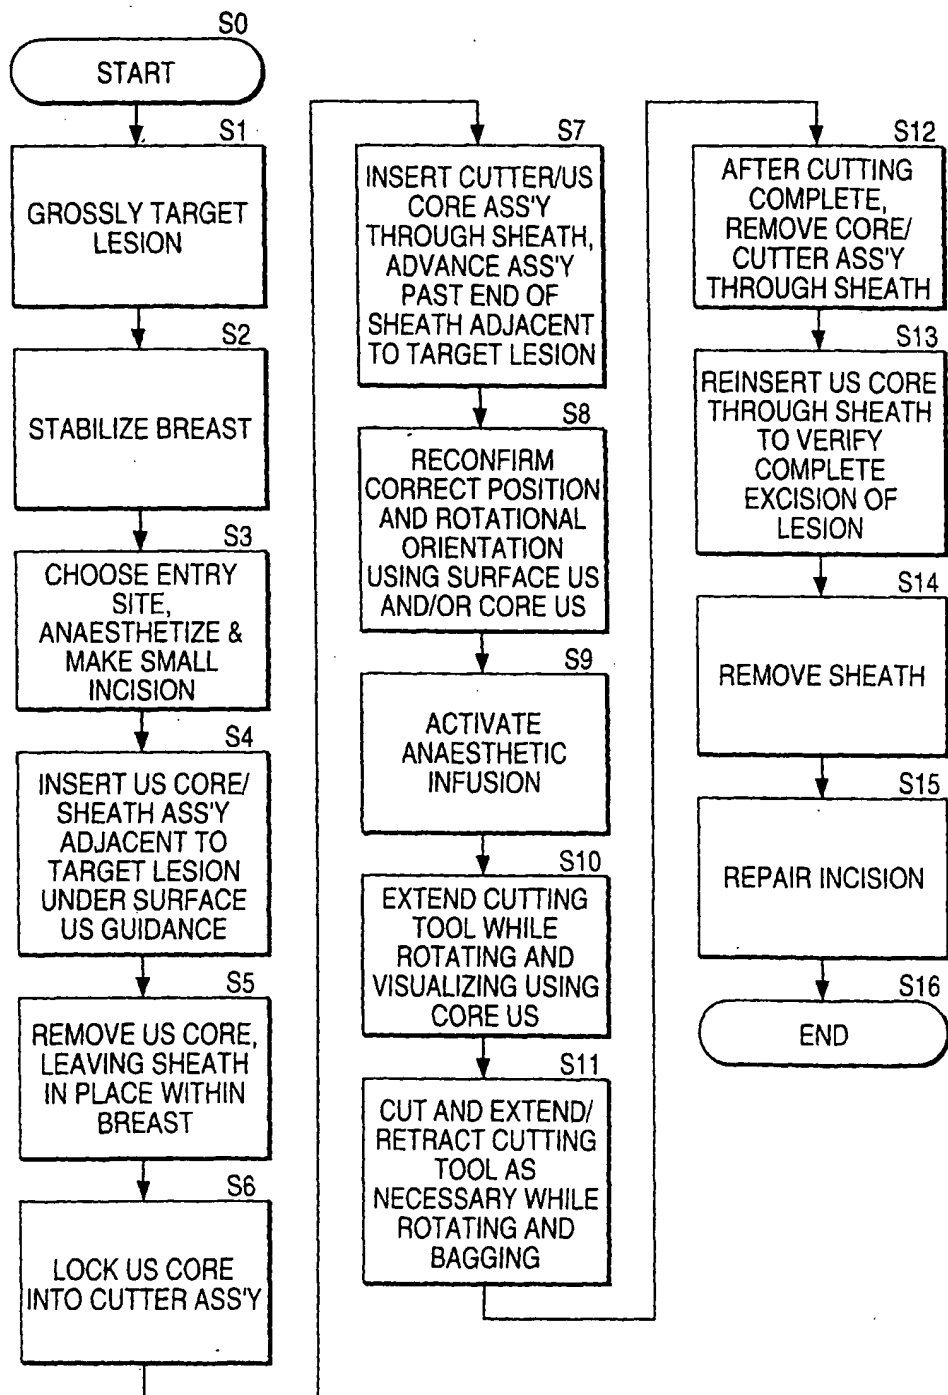 S0
START
S1
GROSSLY TARGET
LESION
S2
STABILIZE BREAST
S3
CHOOSE ENTRY
SITE,
ANAESTHETIZE &
MAKE SMALL
INCISION
S4
INSERT US CORE/
SHEATH ASS'Y
ADJACENT TO
TARGET LESION
UNDER SURFACE
US GUIDANCE
S5
REMOVE US CORE,
LEAVING SHEATH
IN PLACE WITHIN
BREAST
S6
LOCK US CORE
INTO CUTTER ASS'Y
S7
INSERT CUTTER/US
CORE ASS'Y
THROUGH SHEATH,
ADVANCE ASS'Y
PAST END OF
SHEATH ADJACENT
TO TARGET LESION
S8
RECONFIRM
CORRECT POSITION
AND ROTATIONAL
ORIENTATION
USING SURFACE US
AND/OR CORE US
S9
ACTIVATE
ANAESTHETIC
INFUSION
S10
EXTEND CUTTING
TOOL WHILE
ROTATING AND
VISUALIZING USING
CORE US
S11
CUT AND EXTEND/
RETRACT CUTTING
TOOL AS
NECESSARY WHILE
ROTATING AND
BAGGING
S12
AFTER CUTTING
COMPLETE,
REMOVE CORE/
CUTTER ASS'Y
THROUGH SHEATH
S13
REINSERT US CORE
THROUGH SHEATH
TO VERIFY
COMPLETE
EXCISION OF
LESION
S14
REMOVE SHEATH
S15
REPAIR INCISION
S16
END